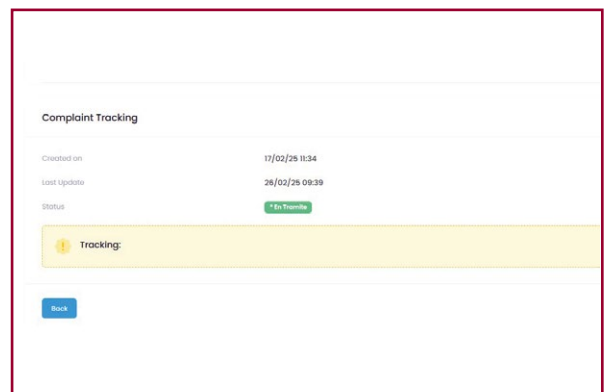 Complaint Tracking
Created on 17/02/25 11:34
Last Update 26/02/25 09:39
Status * En Tramite
! Tracking:
Back